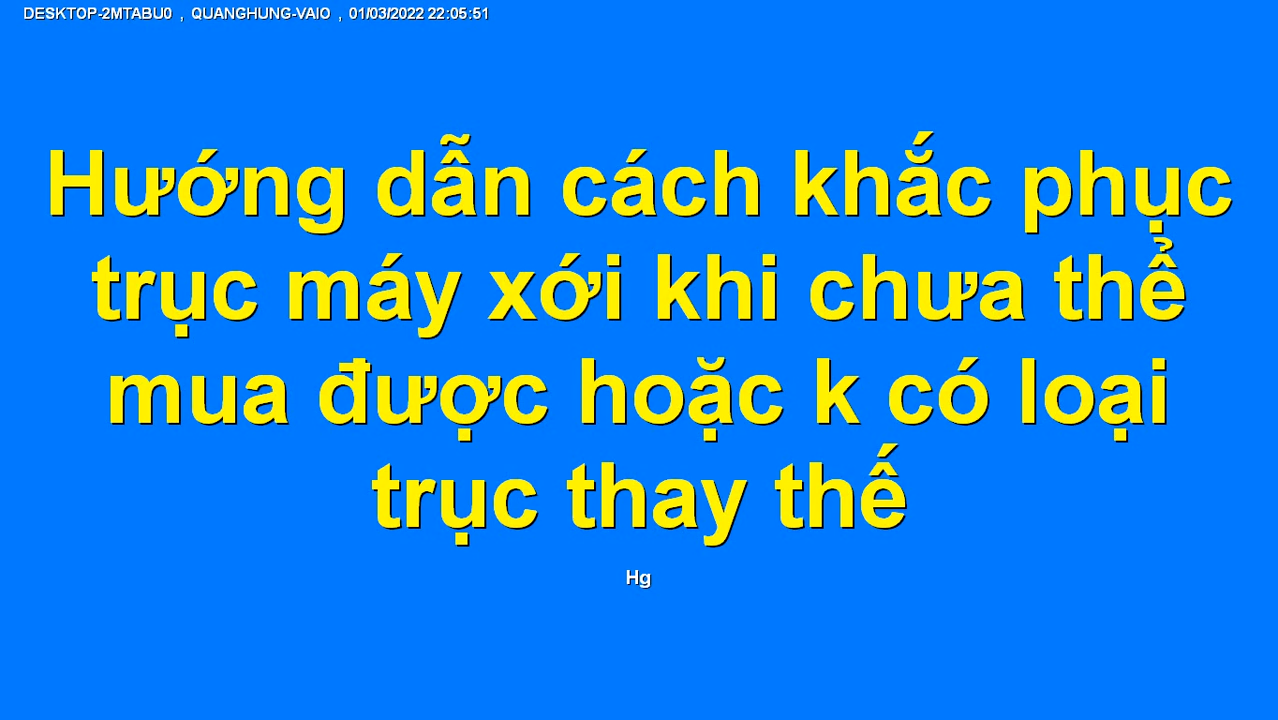 DESKTOP-2MTABU0 , QUANGHUNG-VAIO , 01/03/2022 22:05:51
Hướng dẫn cách khắc phục
trục máy xới khi chưa thể
mua được hoặc k có loại
trục thay thế
Hg